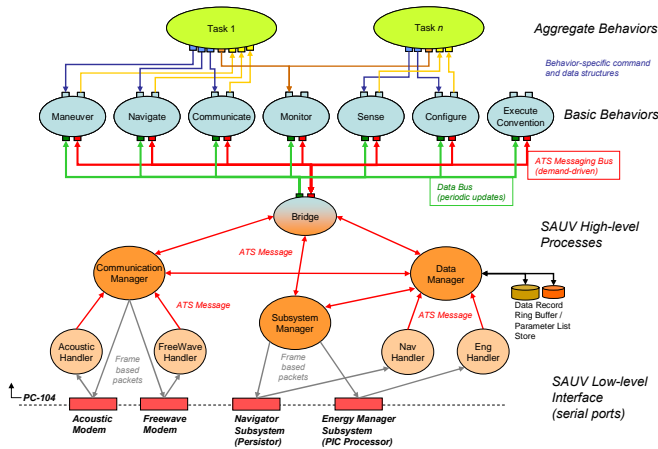 Task 1
Task n
Aggregate Behaviors
Behavior-specific command
and data structures
Maneuver
Navigate
Communicate
Monitor
Sense
Configure
Execute
Convention
Basic Behaviors
ATS Messaging Bus
(demand-driven)
Data Bus
(periodic updates)
Bridge
SAUV High-level
Processes
ATS Message
Communication
Manager
Data
Manager
ATS Message
Subsystem
Manager
ATS Message
Data Record
Ring Buffer /
Parameter List
Store
Acoustic
Handler
FreeWave
Handler
Nav
Handler
Eng
Handler
Frame
based
packets
Frame
based
packets
PC-104
SAUV Low-level
Interface
(serial ports)
Acoustic
Modem
Freewave
Modem
Navigator
Subsystem
(Persistor)
Energy Manager
Subsystem
(PIC Processor)